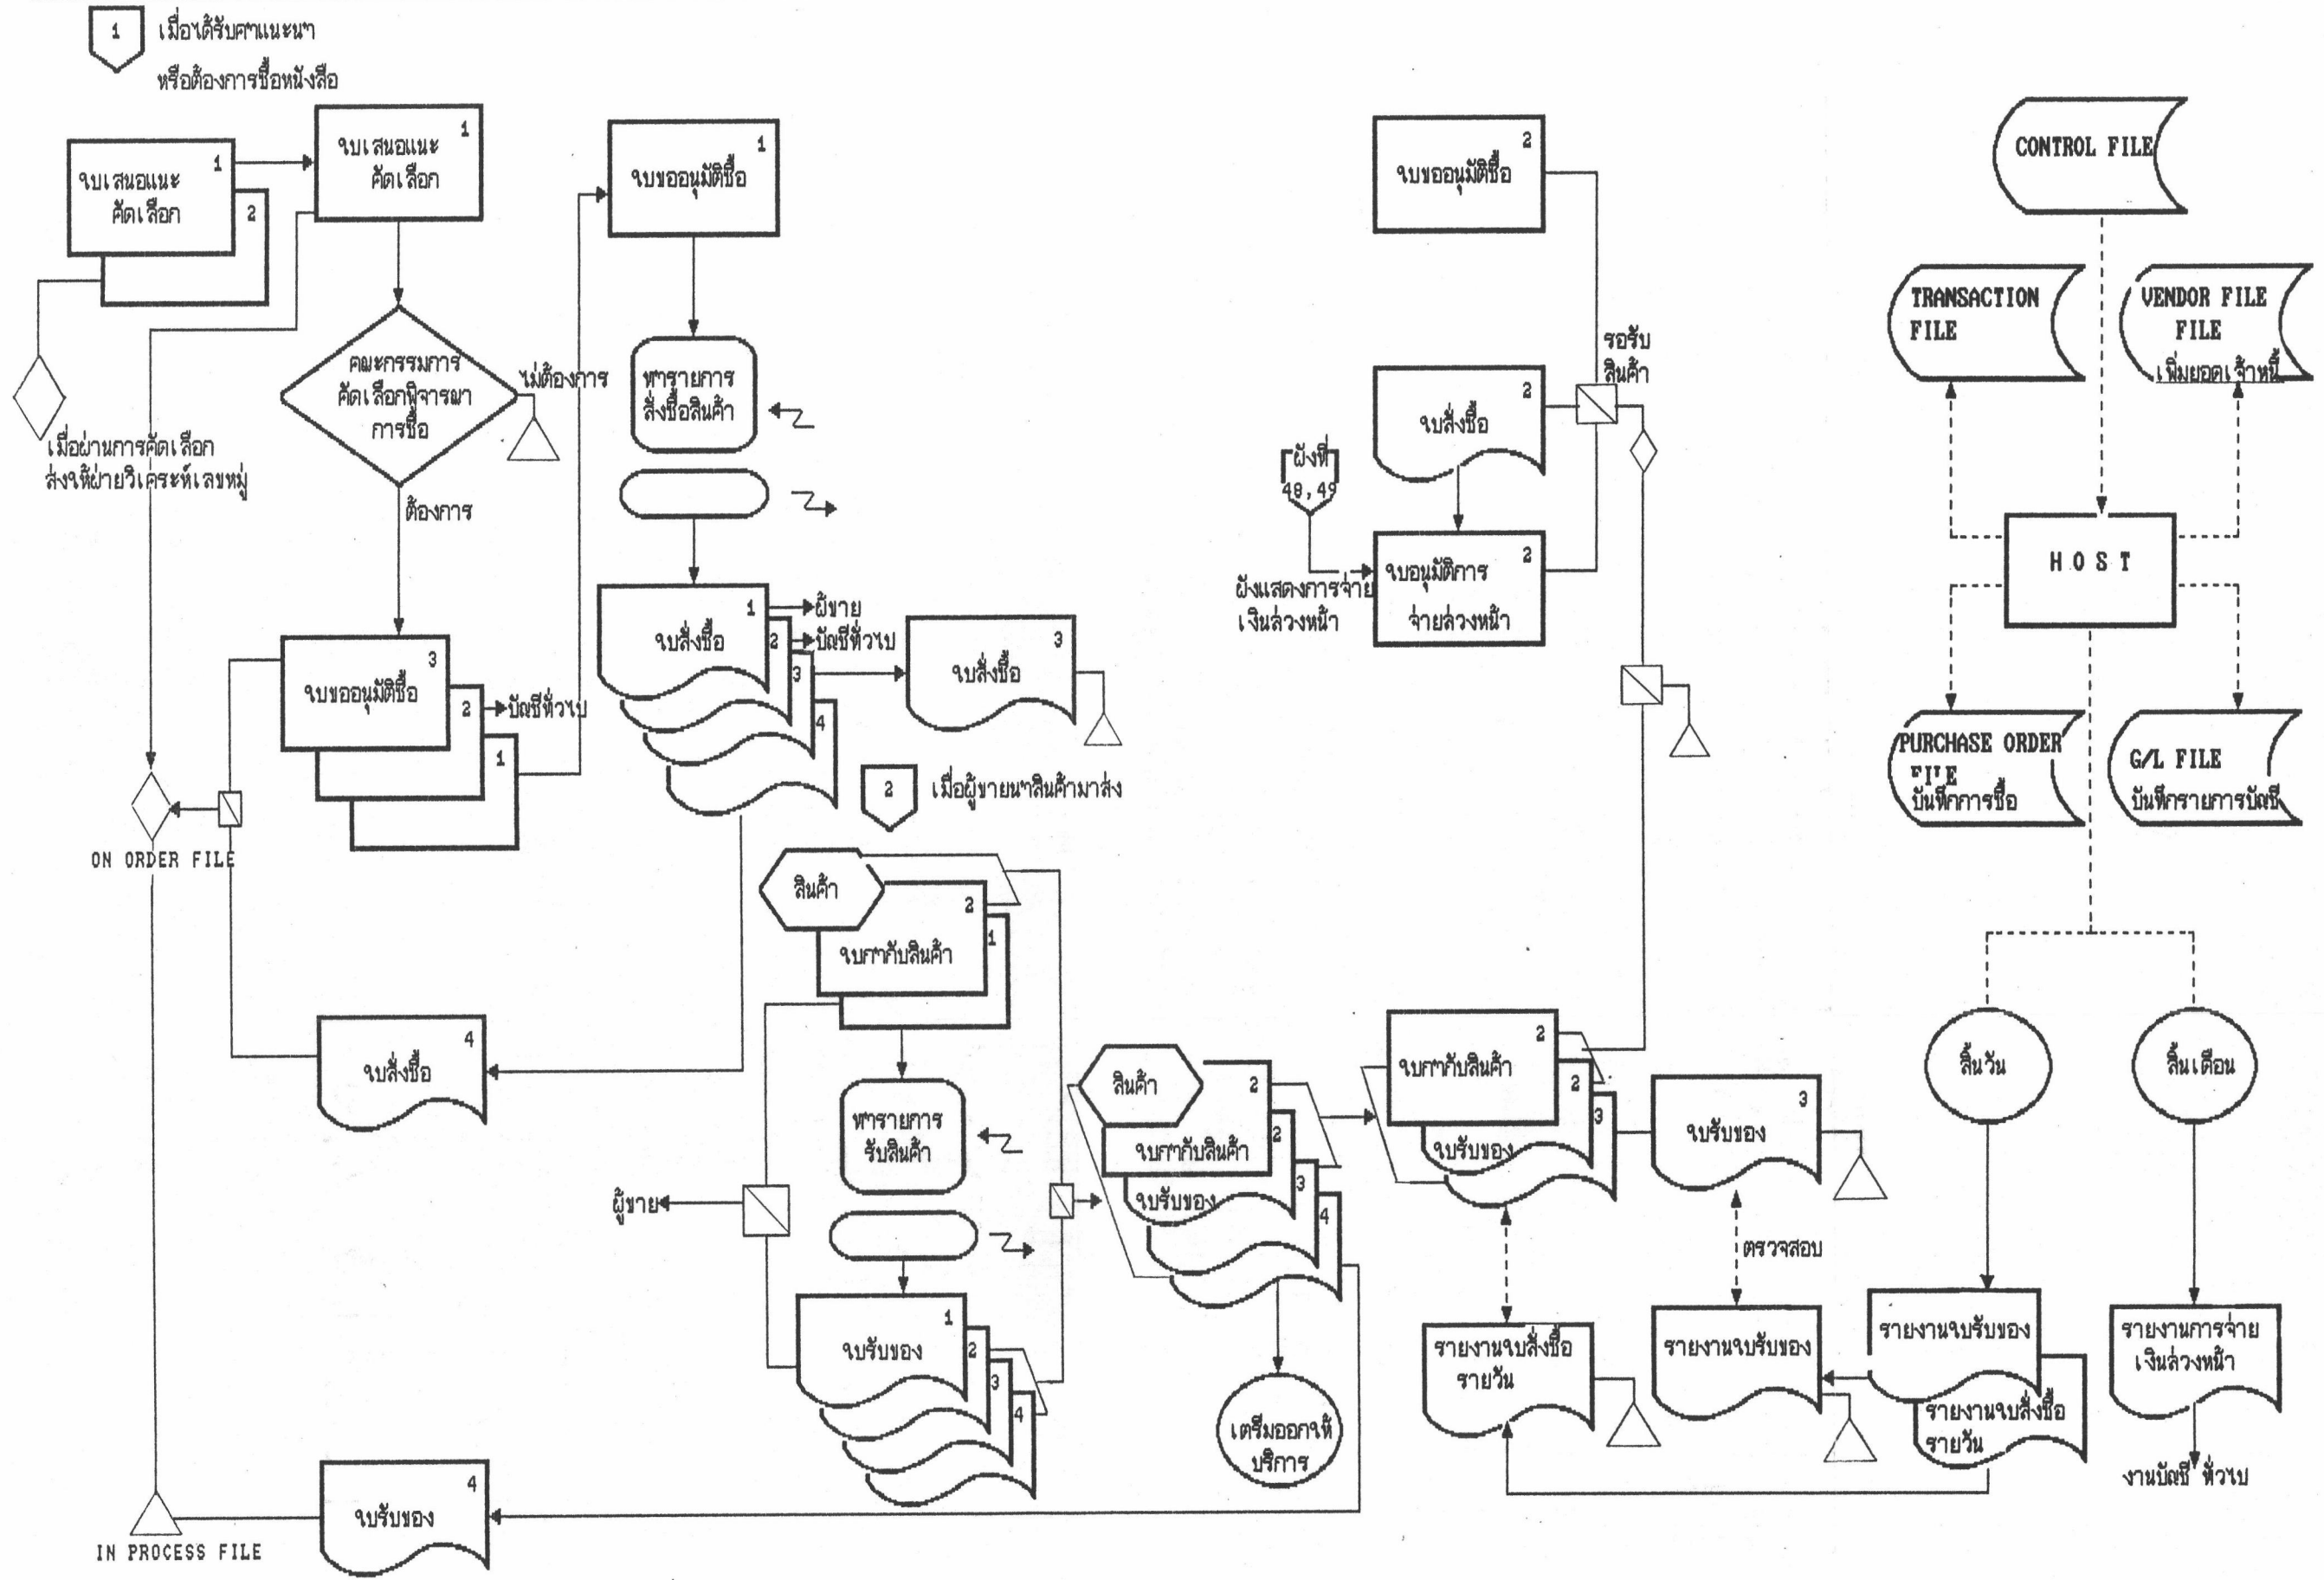 1
เมื่อได้รับคำแนะนำ
หรือต้องการซื้อหนังสือ
1
ใบเสนอแนะ
คัดเลือก
2
1
ใบเสนอแนะ
คัดเลือก
คณะกรรมการ
คัดเลือกพิจารณา
การซื้อ
ไม่ต้องการ
ต้องการ
เมื่อผ่านการคัดเลือก
ส่งให้ฝ่ายวิเคราะห์เลขหมู่
3
ใบขออนุมัติซื้อ
2
บัญชีทั่วไป
1
ON ORDER FILE
4
ใบสั่งซื้อ
4
ใบรับของ
IN PROCESS FILE
1
ใบขออนุมัติซื้อ
ทำรายการ
สั่งซื้อสินค้า
1
ผู้ขาย
ใบสั่งซื้อ
2
บัญชีทั่วไป
3
4
3
ใบสั่งซื้อ
2
เมื่อผู้ขายนำสินค้ามาส่ง
สินค้า
2
ใบกำกับสินค้า
1
ทำรายการ
รับสินค้า
ผู้ขาย
1
ใบรับของ
2
3
4
สินค้า
2
ใบกำกับสินค้า
2
ใบรับของ
3
4
เตรียมออกให้
บริการ
2
ใบขออนุมัติซื้อ
รอรับ
สินค้า
2
ใบสั่งซื้อ
ผังที่
48,49
ผังแสดงการจ่าย
เงินล่วงหน้า
2
ใบอนุมัติการ
จ่ายล่วงหน้า
2
ใบกำกับสินค้า
2
ใบรับของ
3
3
ใบรับของ
ตรวจสอบ
รายงานใบสั่งซื้อ
รายวัน
รายงานใบรับของ
CONTROL FILE
TRANSACTION
FILE
VENDOR FILE
FILE
เพิ่มยอดเจ้าหนี้
H O S T
PURCHASE ORDER
FILE
บันทึกการซื้อ
G/L FILE
บันทึกรายการบัญชี
สิ้นวัน
สิ้นเดือน
รายงานใบรับของ
รายงานใบสั่งซื้อ
รายวัน
รายงานการจ่าย
เงินล่วงหน้า
งานบัญชี ทั่วไป